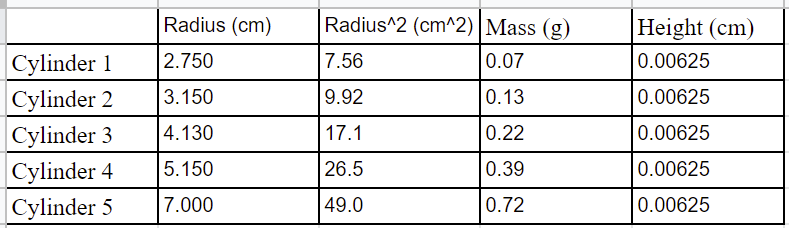 Radius (cm) Radius^2 (cm^2) Mass (g) Height (cm)
Cylinder 1 2.750 7.56 0.07 0.00625
Cylinder 2 3.150 9.92 0.13 0.00625
Cylinder 3 4.130 17.1 0.22 0.00625
Cylinder 4 5.150 26.5 0.39 0.00625
Cylinder 5 7.000 49.0 0.72 0.00625